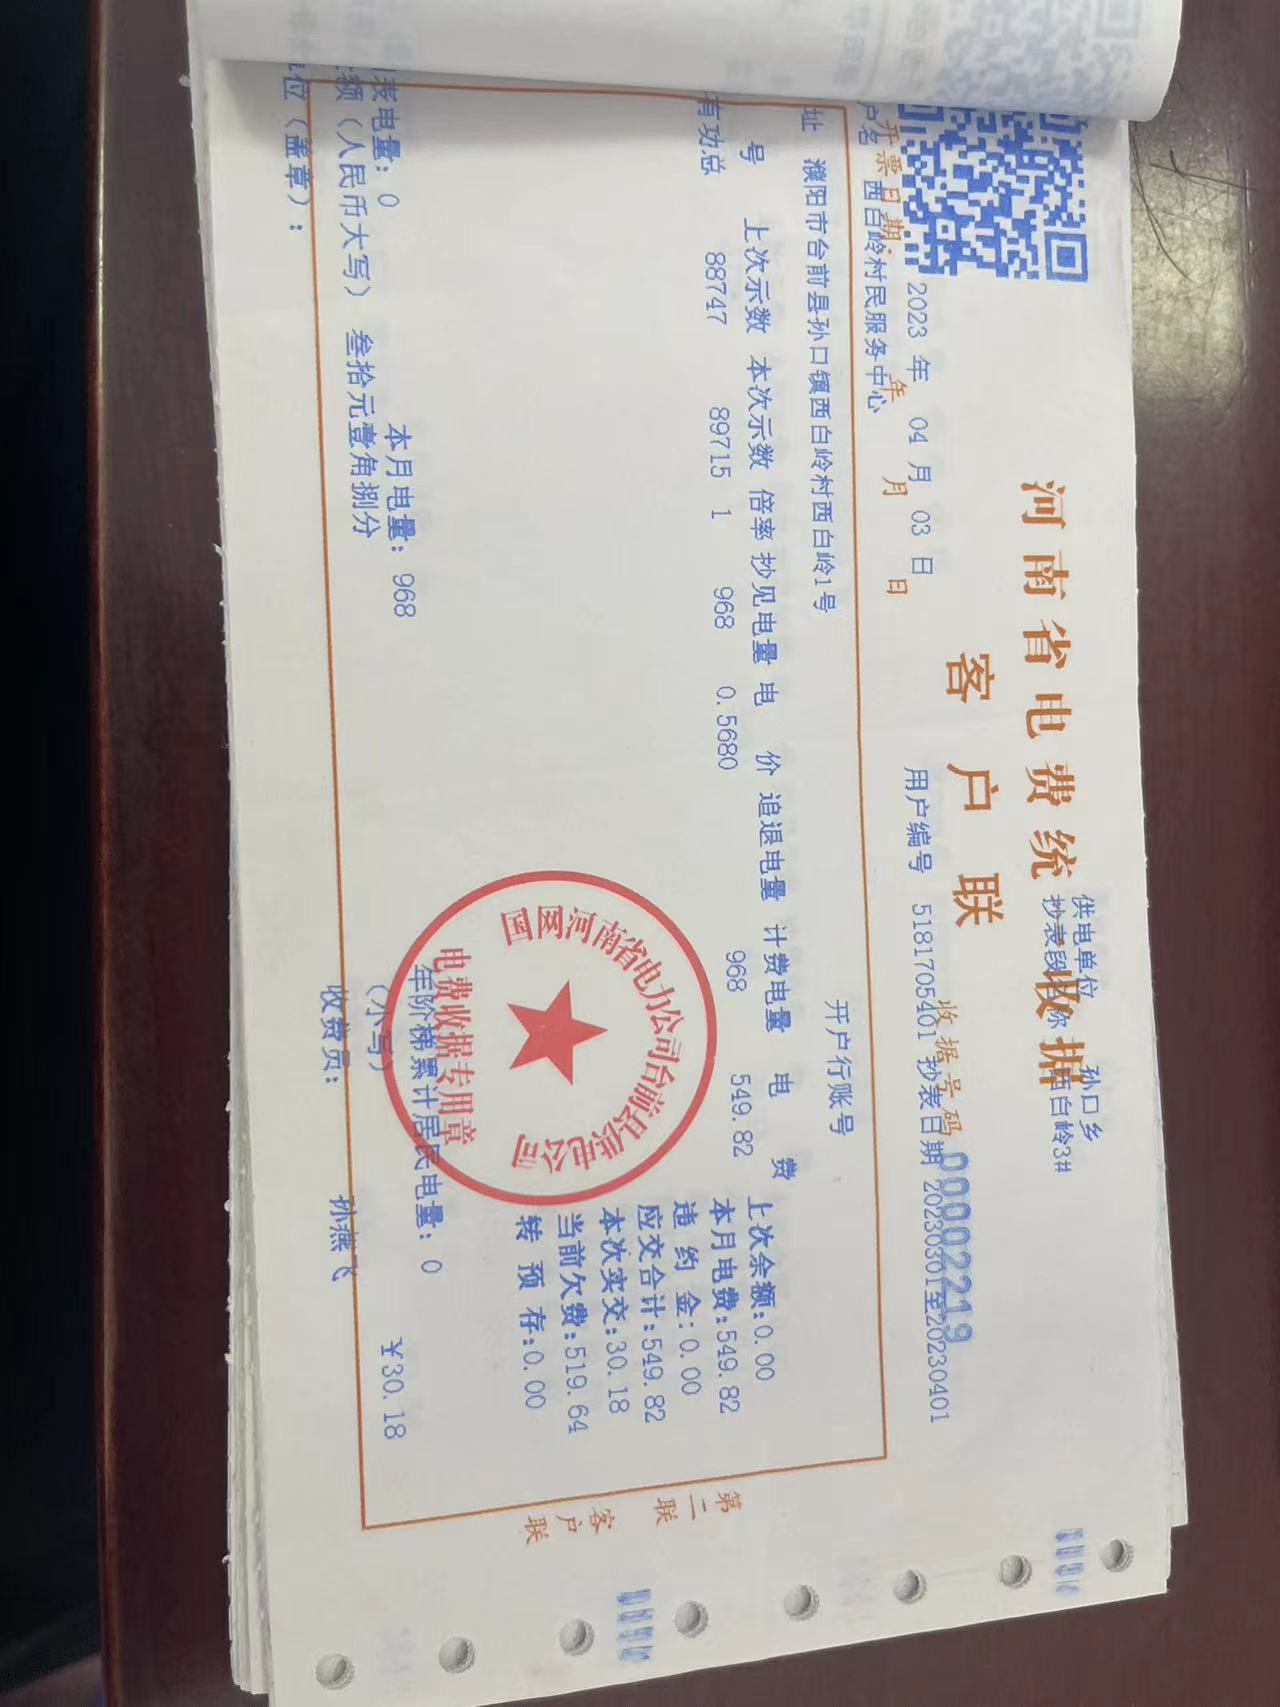 河南省电费统一收据
客户联
供电单位 孙口乡
抄表段名称 西白岭3#
收据号码 00002219
开票日期: 年 月 日
2023 年 04 月 03 日
用户编号 5181705401 抄表日期 20230301至20230401
户名 西白岭村民服务中心
址 濮阳市台前县孙口镇西白岭村西白岭1号
开户行账号
号 上次示数 本次示数 倍率 抄见电量 电 价 追退电量 计费电量 电 费
有功总 88747 89715 1 968 0.5680 968 549.82
上次余额:0.00
本月电费:549.82
违 约 金:0.00
应交合计:549.82
本次实交:30.18
当前欠费:519.64
转 预 存:0.00
国网河南省电力公司台前县供电公司
电费收据专用章
表电量: 0 本月电量: 968 年阶梯累计居民电量: 0
额（人民币大写） 叁拾元壹角捌分 （小写） ¥30.18
位（盖章）: 收费员: 孙燕飞
第二联 客户联